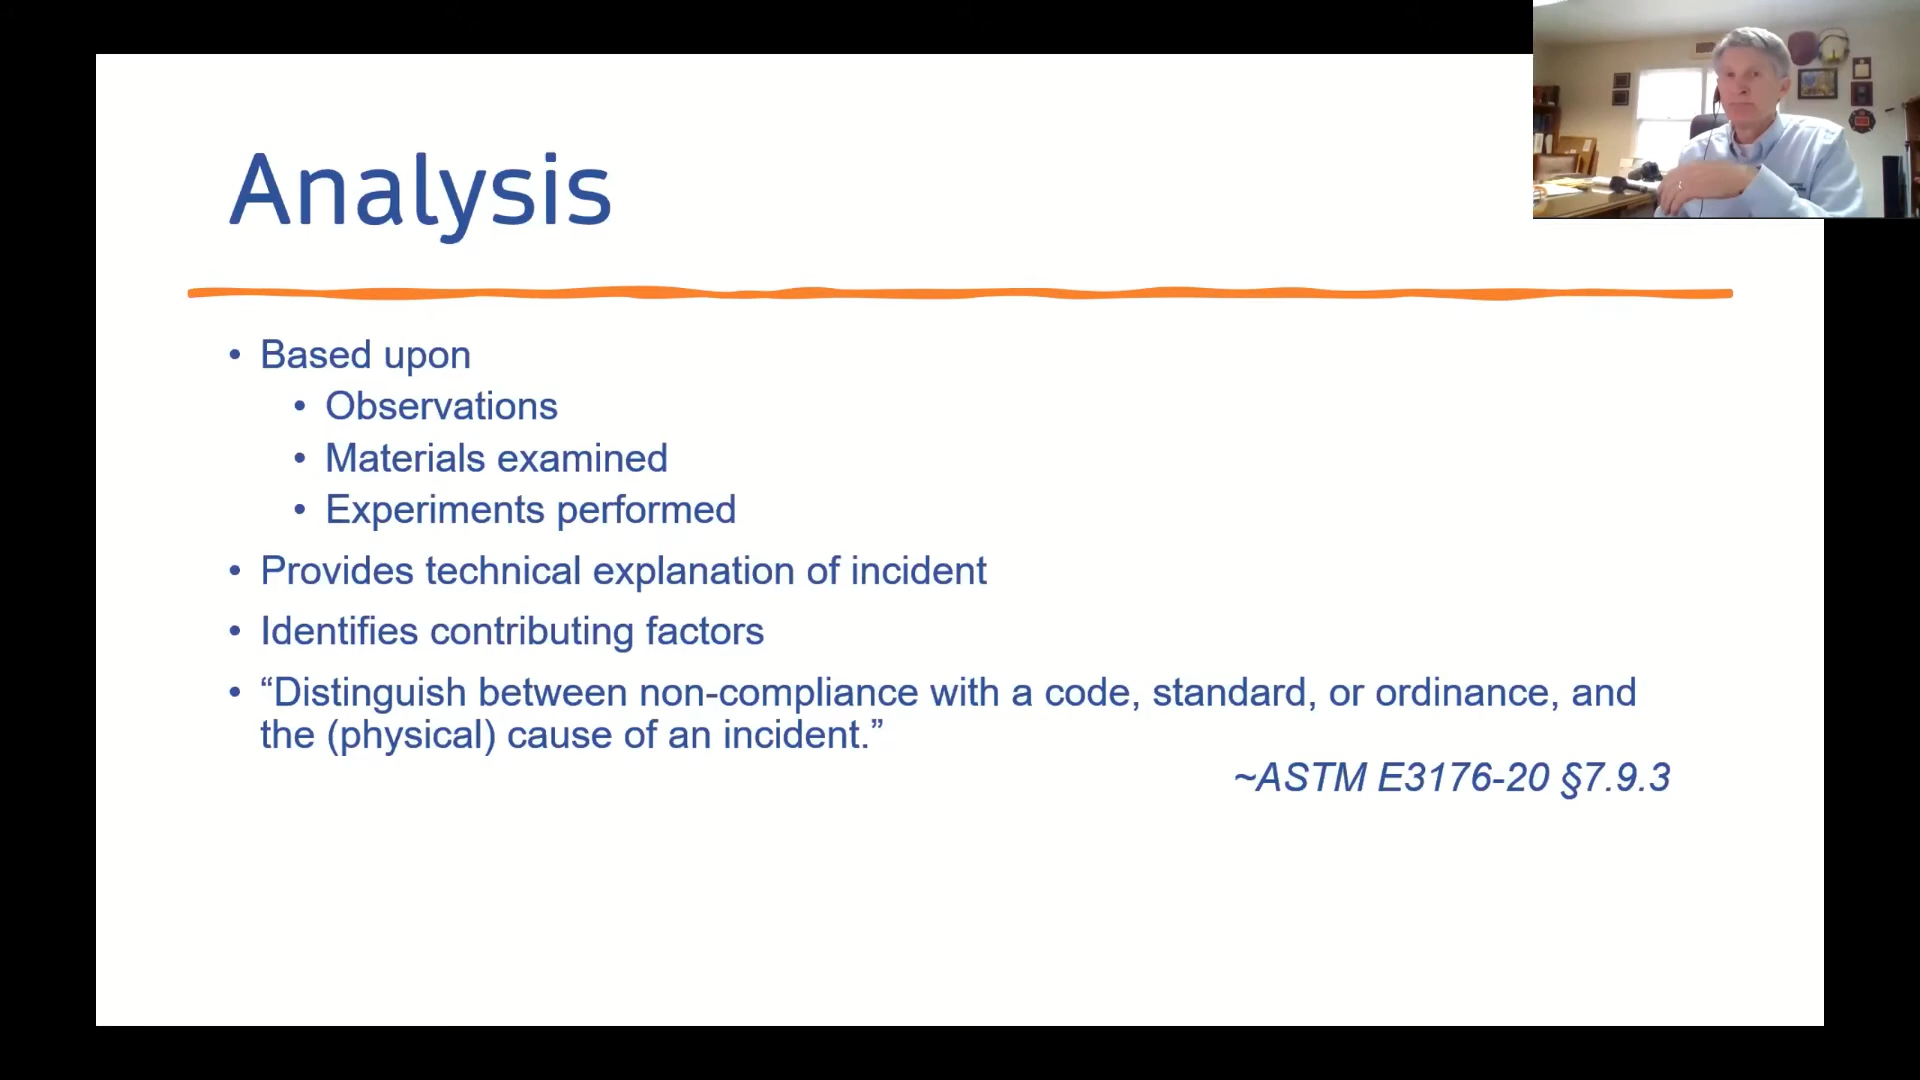 Analysis
• Based upon
• Observations
• Materials examined
• Experiments performed
• Provides technical explanation of incident
• Identifies contributing factors
• “Distinguish between non-compliance with a code, standard, or ordinance, and
the (physical) cause of an incident.”
~ASTM E3176-20 §7.9.3